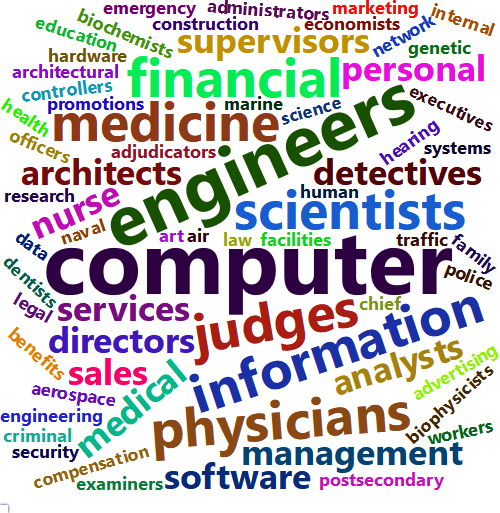 emergency
administrators
marketing
internal
biochemists
construction
economists
education
supervisors
network
genetic
hardware
financial
personal
architectural
controllers
promotions
marine
science
executives
health
medicine
engineers
hearing
officers
adjudicators
systems
architects
detectives
research
human
nurse
scientists
naval
art
air
law
facilities
traffic
family
data
computer
police
dentists
legal
services
judges
chief
information
directors
benefits
sales
analysts
advertising
aerospace
medical
biophysicists
engineering
physicians
criminal
workers
security
management
compensation
software
examiners
postsecondary